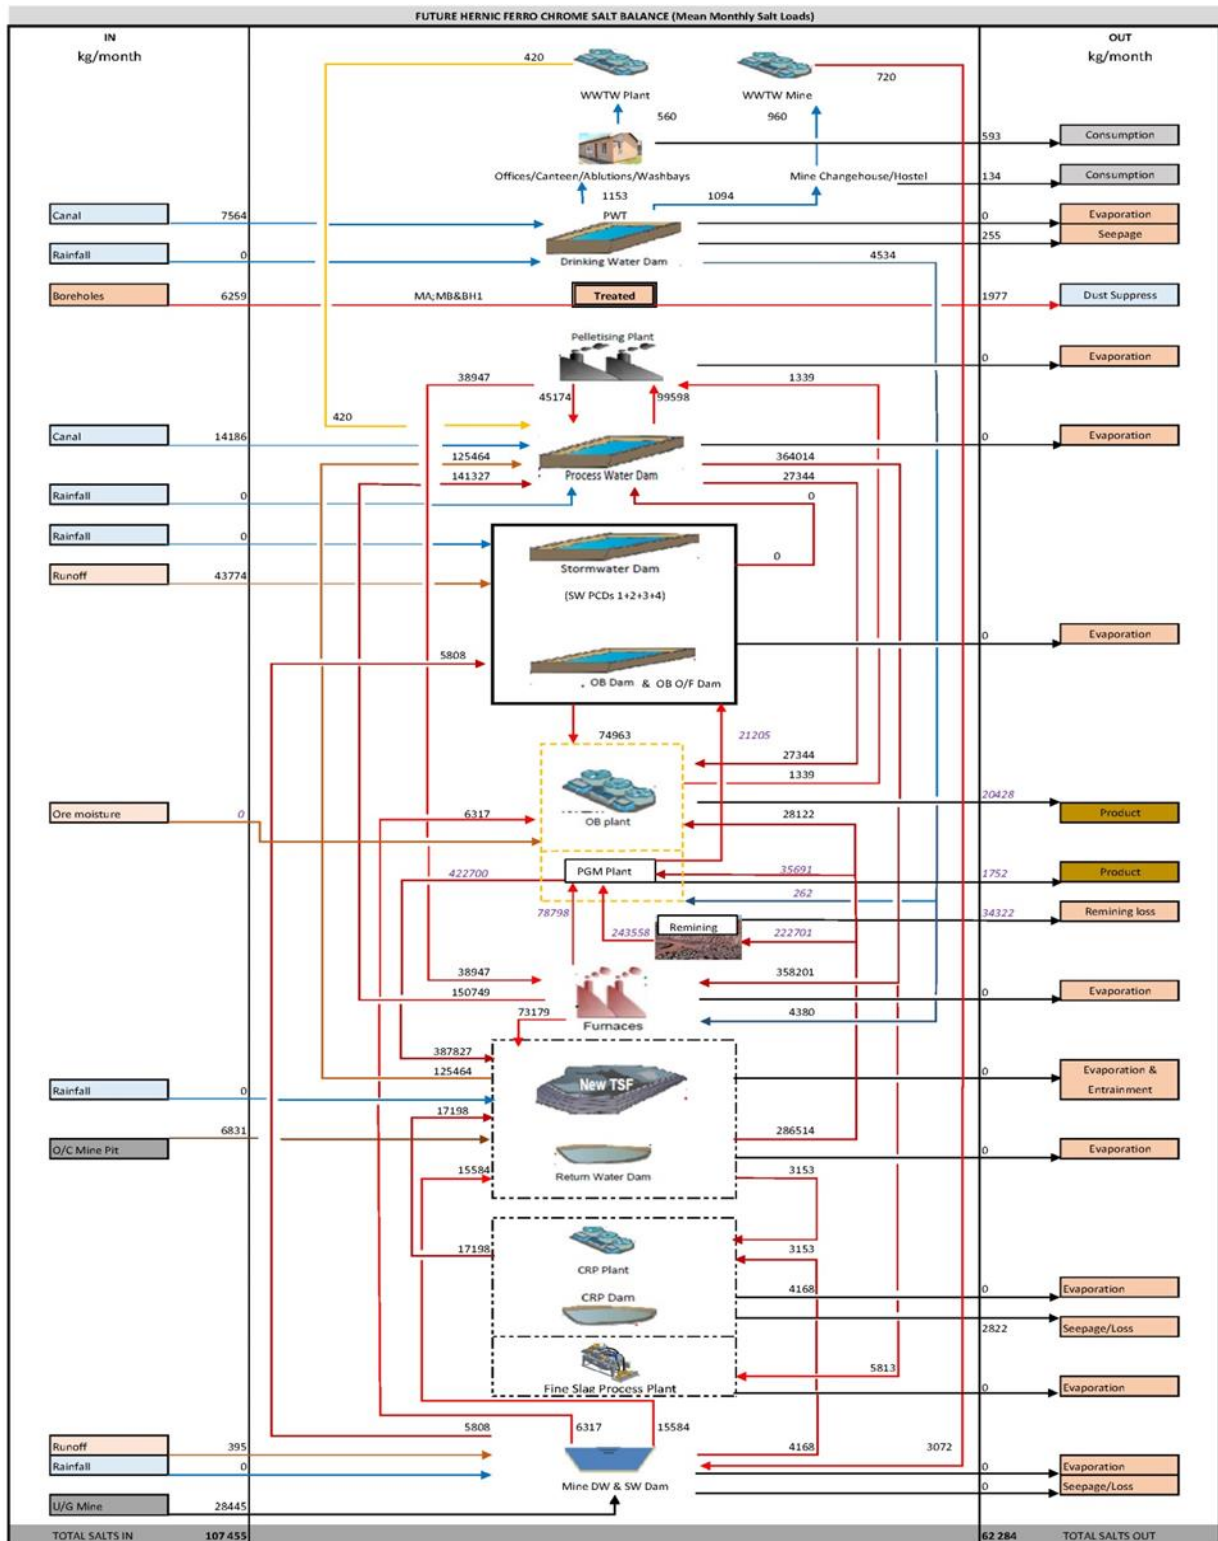 FUTURE HERNIC FERRO CHROME SALT BALANCE (Mean Monthly Salt Loads)
IN
OUT
kg/month
kg/month
420
720
WWTW Plant
WWTW Mine
560
960
593
Consumption
Offices/Canteen/Ablutions/Washbays
Mine Changehouse/Hostel
134
Consumption
1153
1094
Canal
7564
PWT
0
Evaporation
255
Seepage
Rainfall
0
Drinking Water Dam
4534
Boreholes
6259
MA;MB&BH1
Treated
1977
Dust Suppress
Pelletising Plant
0
Evaporation
38947
45174
99598
1339
420
Canal
14186
0
Evaporation
125464
364014
141327
Process Water Dam
27344
Rainfall
0
0
Rainfall
0
0
Stormwater Dam
Runoff
43774
(SW PCDs 1+2+3+4)
0
Evaporation
5808
OB Dam & OB O/F Dam
74963
21205
27344
1339
20428
Product
Ore moisture
0
6317
OB plant
28122
422700
PGM Plant
35691
1752
Product
262
78798
34322
Remining loss
Remining
243558
222701
38947
358201
150749
0
Evaporation
73179
Furnaces
4380
387827
125464
New TSF
0
Evaporation &
Entrainment
Rainfall
0
17198
O/C Mine Pit
6831
286514
0
Evaporation
15584
Return Water Dam
3153
17198
3153
CRP Plant
4168
0
Evaporation
CRP Dam
2822
Seepage/Loss
5813
Fine Slag Process Plant
0
Evaporation
5808
6317
15584
Runoff
395
4168
3072
Rainfall
0
0
Evaporation
Mine DW & SW Dam
0
Seepage/Loss
U/G Mine
28445
TOTAL SALTS IN
107 455
62 284
TOTAL SALTS OUT